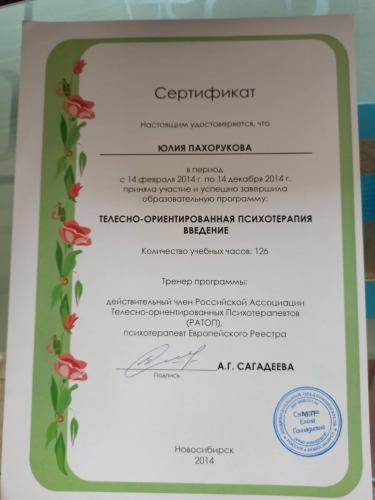 Сертификат
Настоящим удостоверяется, что
ЮЛИЯ ПАХОРУКОВА
в период
с 14 февраля 2014 г. по 14 декабря 2014 г.
приняла участие и успешно завершила
образовательную программу:
ТЕЛЕСНО-ОРИЕНТИРОВАННАЯ ПСИХОТЕРАПИЯ
ВВЕДЕНИЕ
Количество учебных часов: 126
Тренер программы:
действительный член Российской Ассоциации
Телесно-ориентированных Психотерапевтов
(РАТОП),
психотерапевт Европейского Реестра
А.Г. САГАДЕЕВА
Подпись
М.П.
Елена
Геннадьевна
Новосибирск
2014